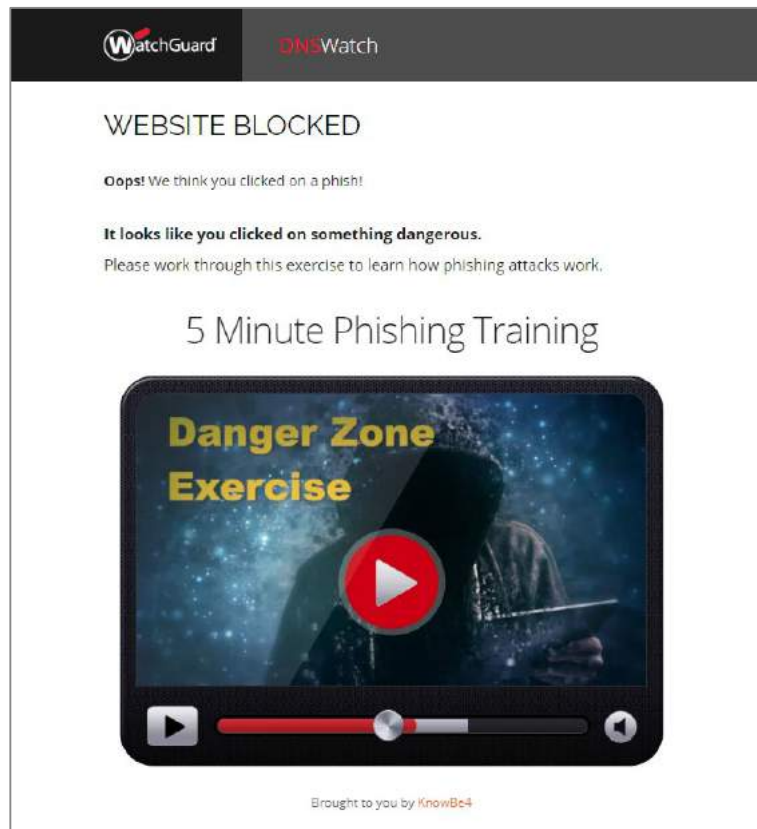 WatchGuard DNSWatch
WEBSITE BLOCKED
Oops! We think you clicked on a phish!
It looks like you clicked on something dangerous.
Please work through this exercise to learn how phishing attacks work.
5 Minute Phishing Training
Danger Zone
Exercise
Brought to you by KnowBe4